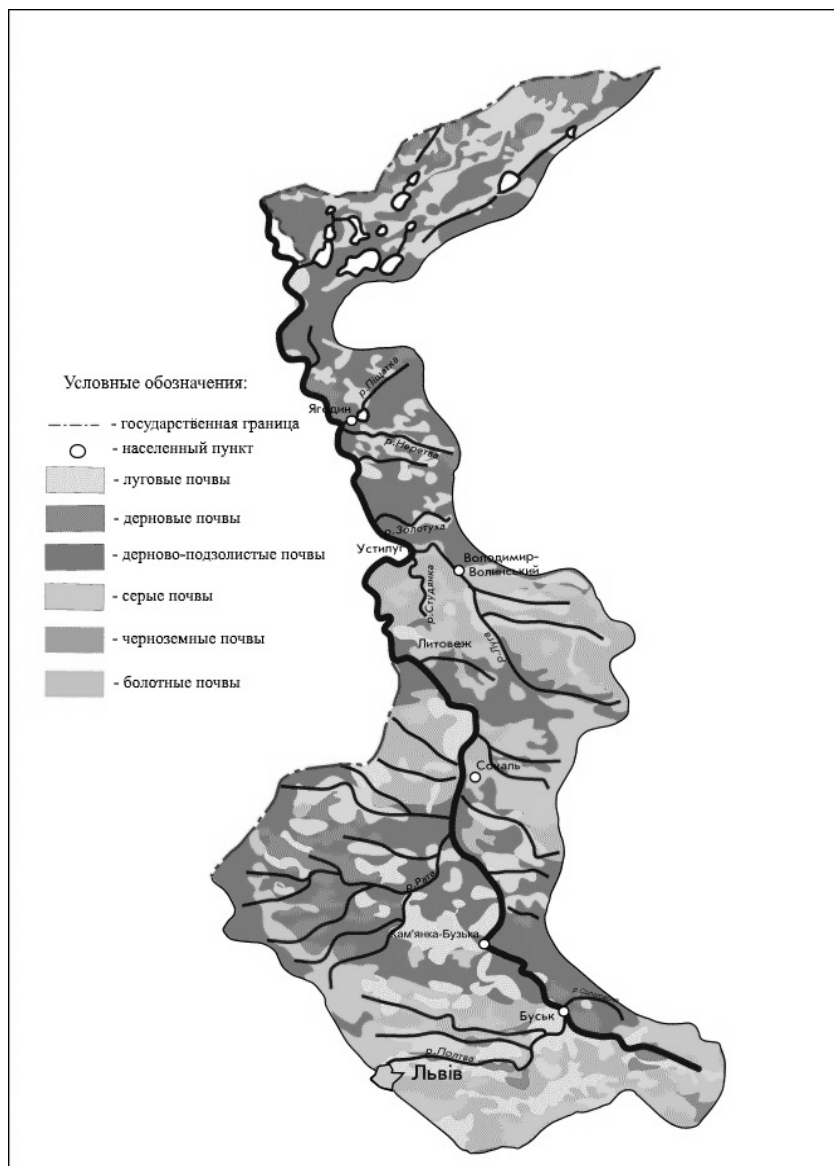 Условные обозначения:
- государственная граница
- населенный пункт
- луговые почвы
- дерновые почвы
- дерново-подзолистые почвы
- серые почвы
- черноземные почвы
- болотные почвы
р.Піщатка
Ягодин
р.Неретва
р.Золотуха
Устилуг
Володимир-
Волинський
р.Студянка
р.Луга
Литовеж
Сокаль
р.Рата
Кам'янка-Бузька
Буськ
р.Полтва
Львів